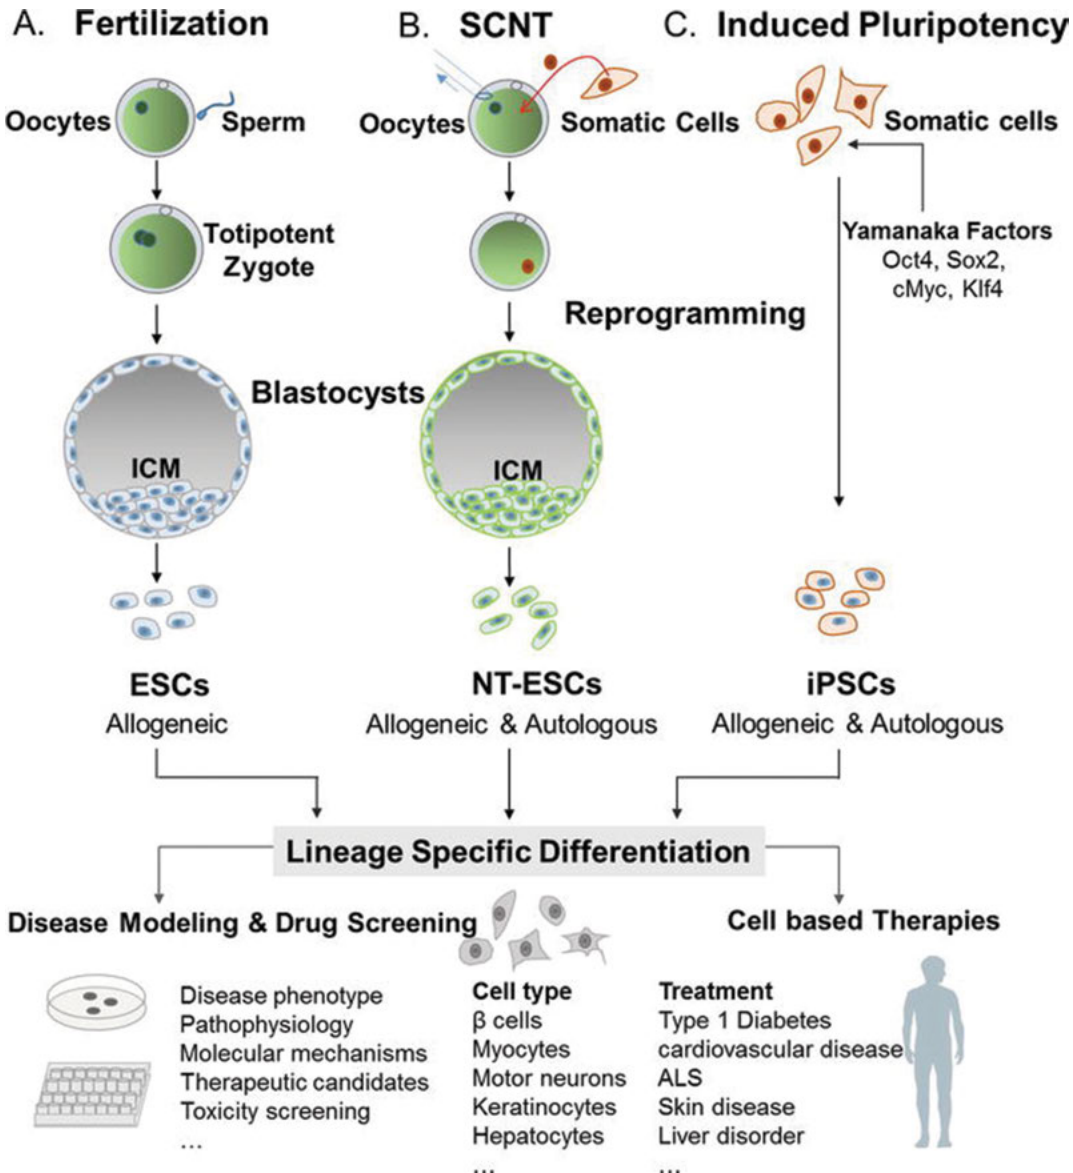 A. Fertilization
B. SCNT
C. Induced Pluripotency
Oocytes
Sperm
Oocytes
Somatic Cells
Somatic cells
Totipotent
Zygote
Yamanaka Factors
Oct4, Sox2,
cMyc, Klf4
Reprogramming
Blastocysts
ICM
ICM
ESCs
Allogeneic
NT-ESCs
Allogeneic & Autologous
iPSCs
Allogeneic & Autologous
Lineage Specific Differentiation
Disease Modeling & Drug Screening
Disease phenotype
Pathophysiology
Molecular mechanisms
Therapeutic candidates
Toxicity screening
...
Cell based Therapies
Cell type
β cells
Myocytes
Motor neurons
Keratinocytes
Hepatocytes
...
Treatment
Type 1 Diabetes
cardiovascular disease
ALS
Skin disease
Liver disorder
...